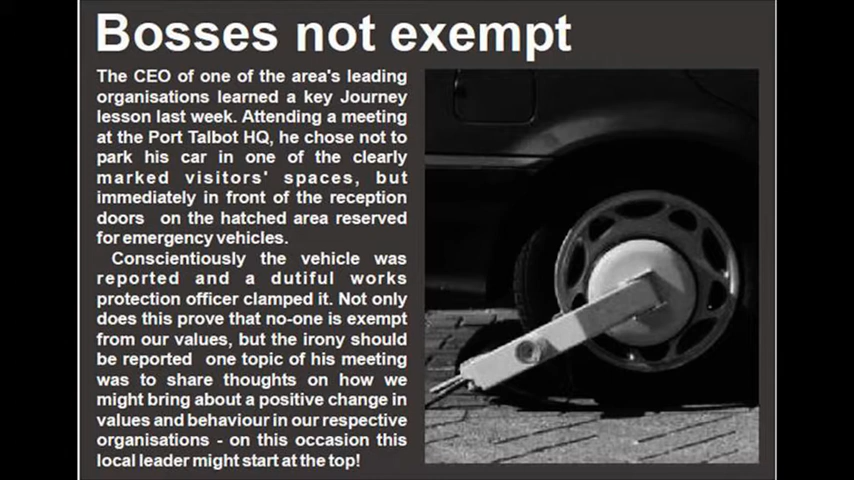 Bosses not exempt
The CEO of one of the area's leading
organisations learned a key Journey
lesson last week. Attending a meeting
at the Port Talbot HQ, he chose not to
park his car in one of the clearly
marked visitors' spaces, but
immediately in front of the reception
doors on the hatched area reserved
for emergency vehicles.
Conscientiously the vehicle was
reported and a dutiful works
protection officer clamped it. Not only
does this prove that no-one is exempt
from our values, but the irony should
be reported one topic of his meeting
was to share thoughts on how we
might bring about a positive change in
values and behaviour in our respective
organisations - on this occasion this
local leader might start at the top!